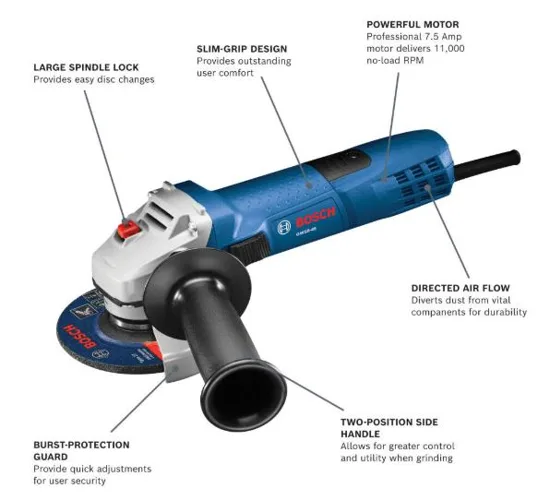 POWERFUL MOTOR
Professional 7.5 Amp
motor delivers 11,000
no-load RPM
SLIM-GRIP DESIGN
Provides outstanding
user comfort
LARGE SPINDLE LOCK
Provides easy disc changes
BOSCH
BOSCH
DIRECTED AIR FLOW
Diverts dust from vital
companents for durability
TWO-POSITION SIDE
HANDLE
Allows for greater control
and utility when grinding
BURST-PROTECTION
GUARD
Provide quick adjustments
for user security